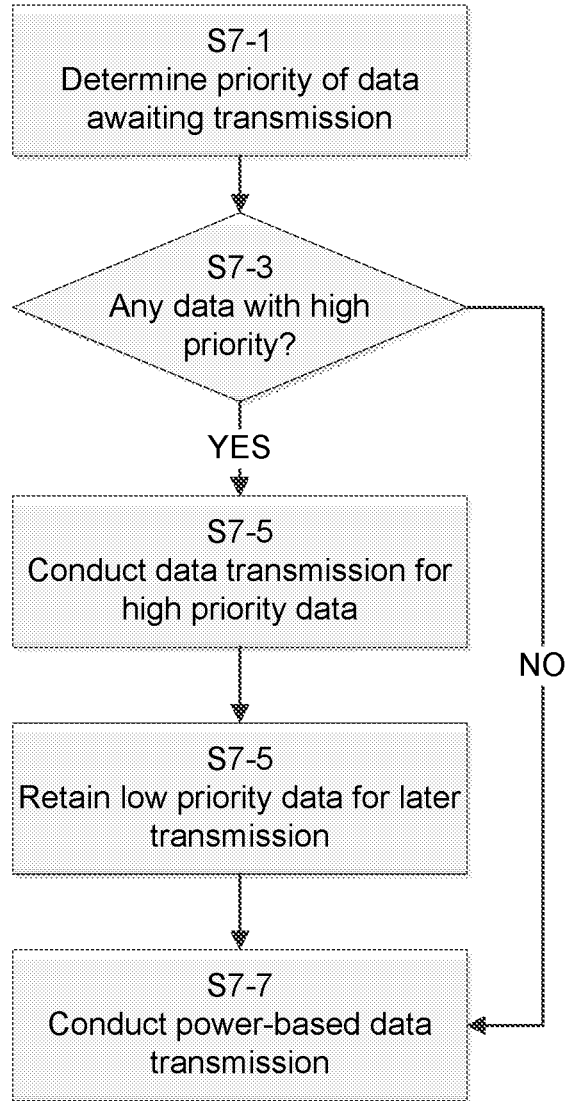 S7-1
Determine priority of data
awaiting transmission
S7-3
Any data with high
priority?
YES
S7-5
Conduct data transmission for
high priority data
NO
S7-5
Retain low priority data for later
transmission
S7-7
Conduct power-based data
transmission